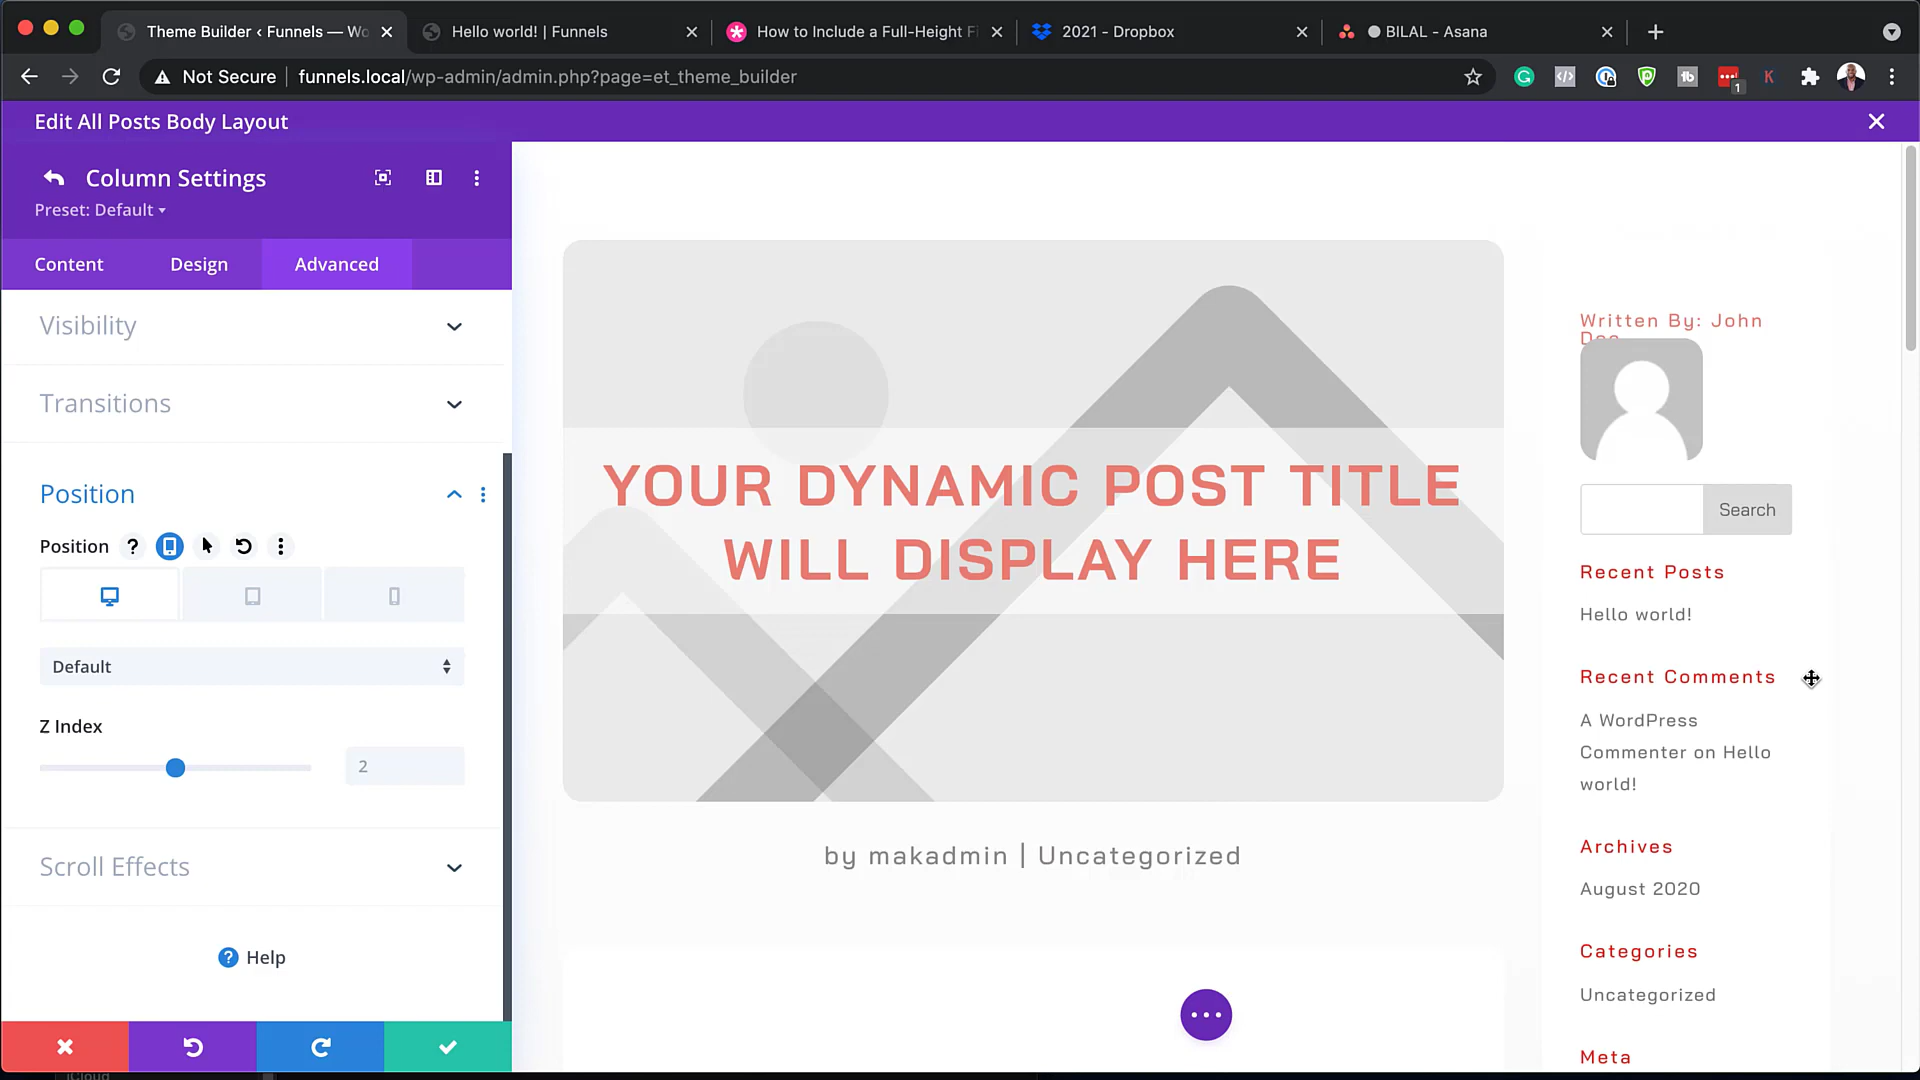 Theme Builder ‹ Funnels — Wo
Hello world! | Funnels
How to Include a Full-Height Fi
2021 - Dropbox
BILAL - Asana
Not Secure
funnels.local/wp-admin/admin.php?page=et_theme_builder
1
Edit All Posts Body Layout
Column Settings
Preset: Default
Content
Design
Advanced
Visibility
Transitions
Position
Position
Default
Z Index
2
Scroll Effects
Help
YOUR DYNAMIC POST TITLE
WILL DISPLAY HERE
by makadmin | Uncategorized
Written By: John
Doe
Search
Recent Posts
Hello world!
Recent Comments
A WordPress
Commenter on Hello
world!
Archives
August 2020
Categories
Uncategorized
Meta
iCloud